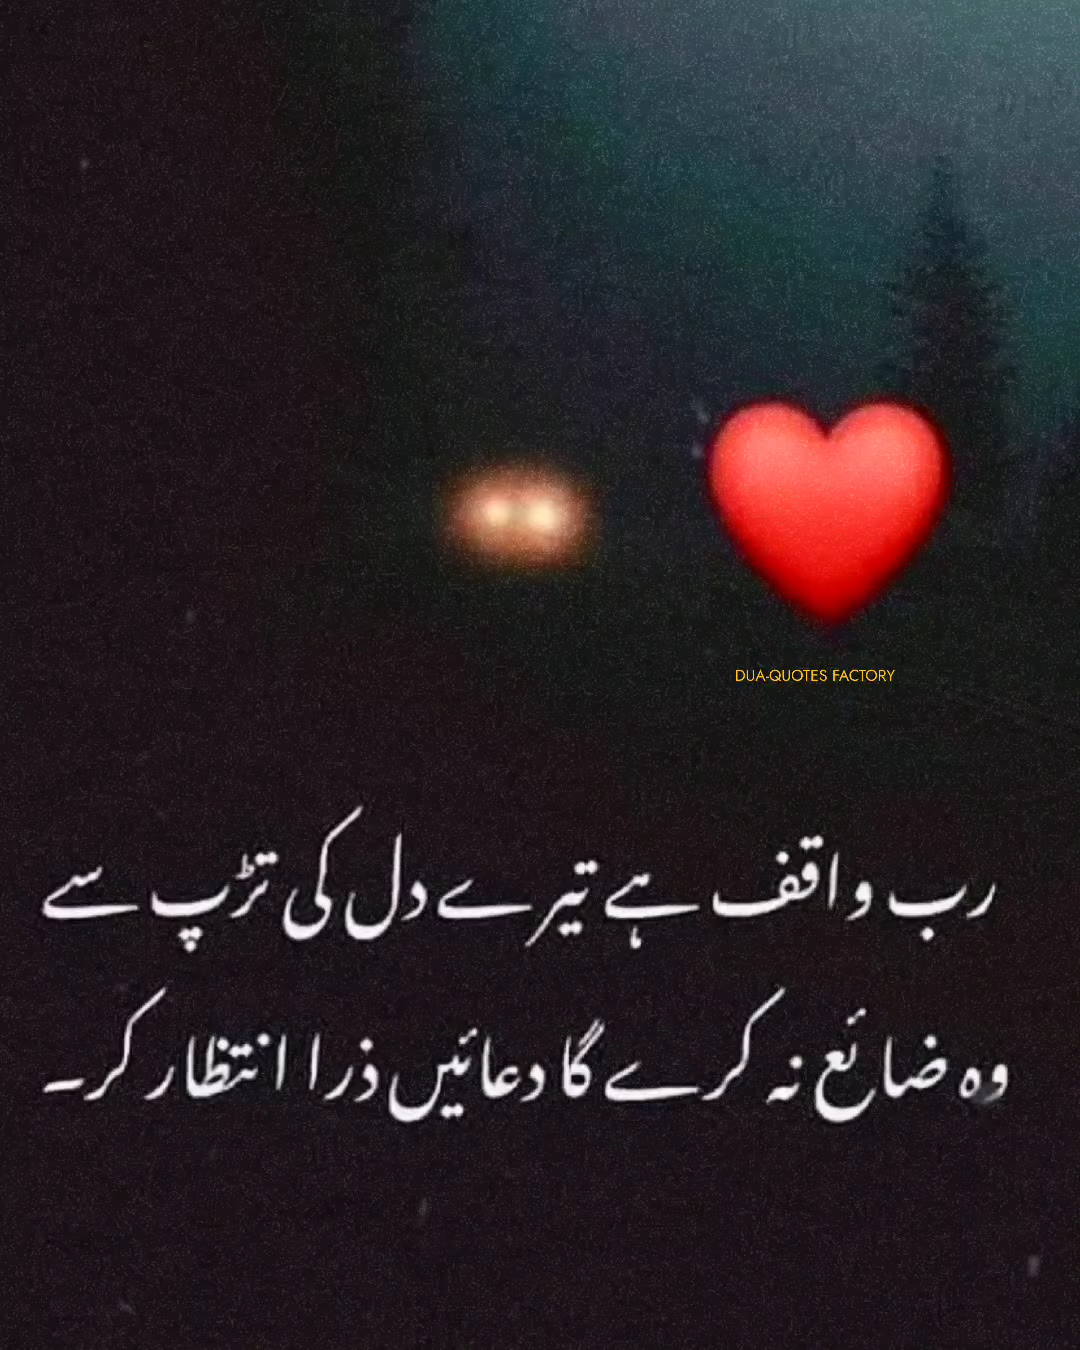 DUA-QUOTES FACTORY
رب واقف ہے تیرے دل کی تڑپ سے
وہ ضائع نہ کرے گا دعائیں ذرا انتظار کر۔